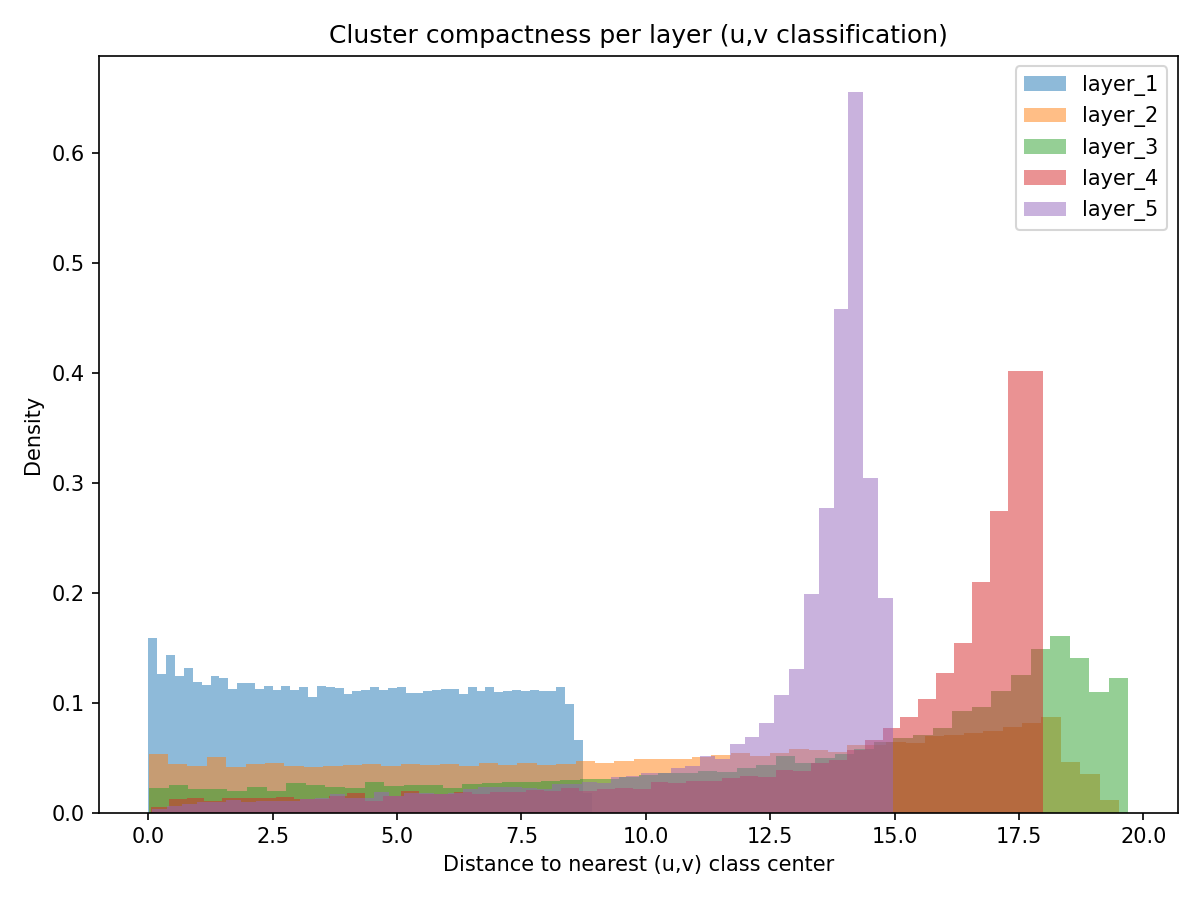 Cluster compactness per layer (u,v classification)
layer_1
layer_2
layer_3
layer_4
layer_5
Density
0.6
0.5
0.4
0.3
0.2
0.1
0.0
0.0 2.5 5.0 7.5 10.0 12.5 15.0 17.5 20.0
Distance to nearest (u,v) class center